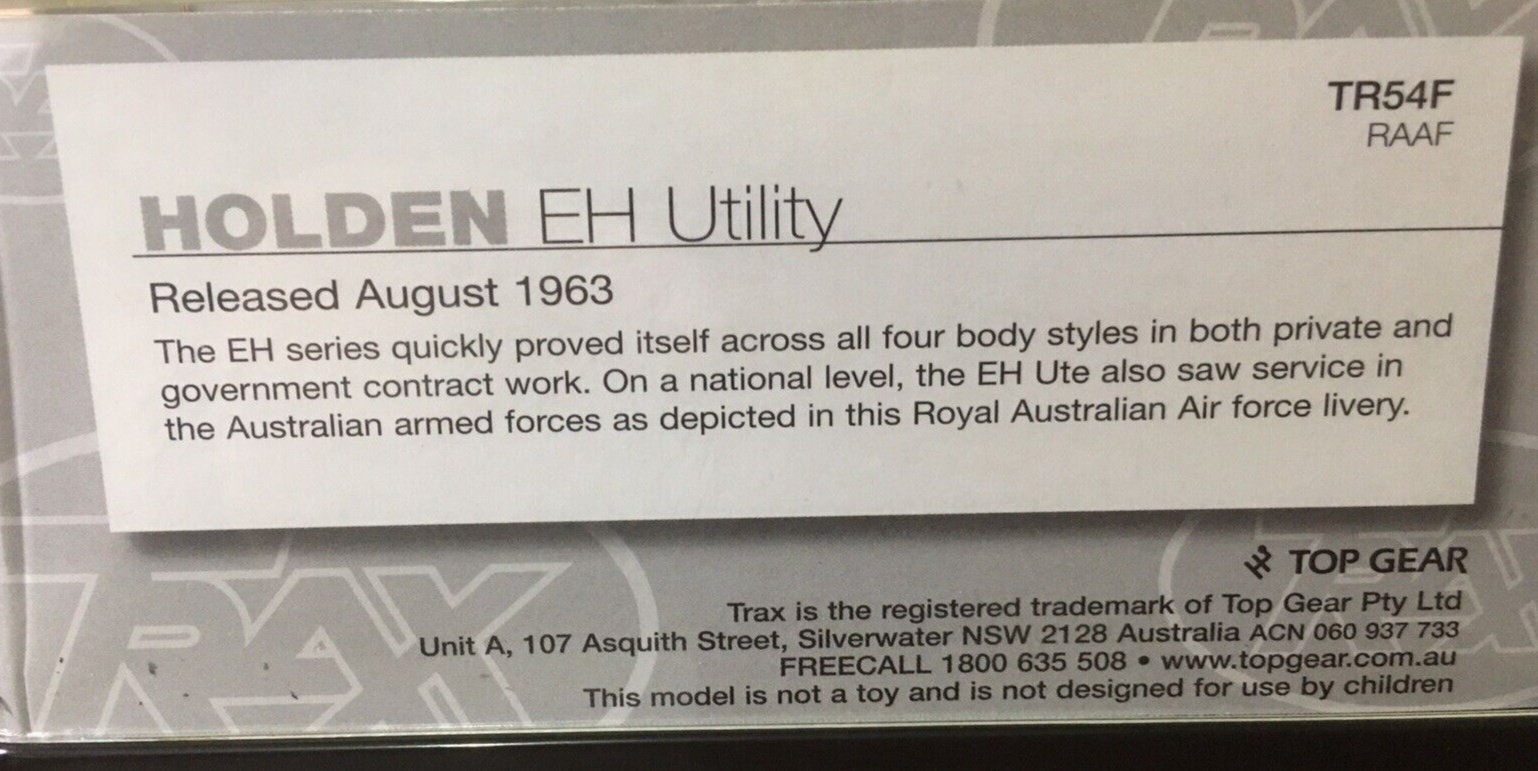 TR54F
RAAF
HOLDEN EH Utility
Released August 1963
The EH series quickly proved itself across all four body styles in both private and
government contract work. On a national level, the EH Ute also saw service in
the Australian armed forces as depicted in this Royal Australian Air force livery.
TOP GEAR
Trax is the registered trademark of Top Gear Pty Ltd
Unit A, 107 Asquith Street, Silverwater NSW 2128 Australia ACN 060 937 733
FREECALL 1800 635 508 • www.topgear.com.au
This model is not a toy and is not designed for use by children